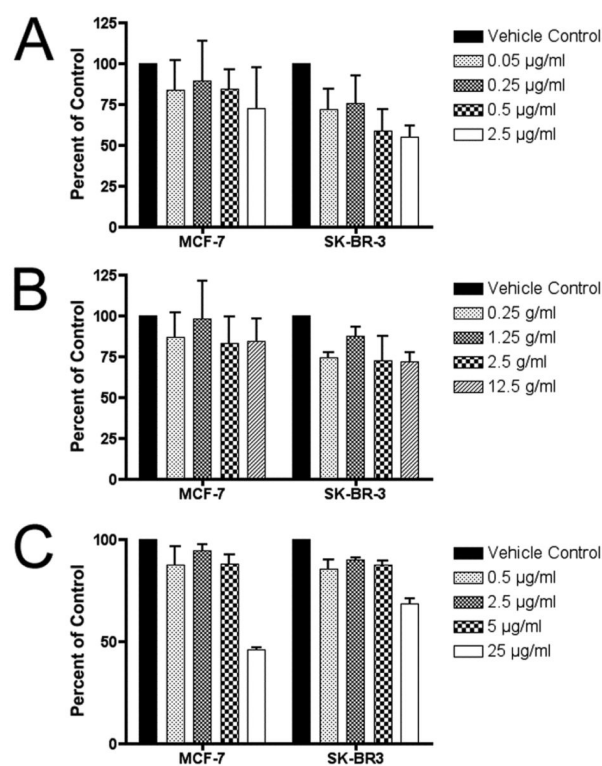 A
Percent of Control
125
100
75
50
25
0
MCF-7 SK-BR-3
Vehicle Control
0.05 µg/ml
0.25 µg/ml
0.5 µg/ml
2.5 µg/ml
B
Percent of Control
125
100
75
50
25
0
MCF-7 SK-BR-3
Vehicle Control
0.25 g/ml
1.25 g/ml
2.5 g/ml
12.5 g/ml
C
Percent of Control
100
50
0
MCF-7 SK-BR3
Vehicle Control
0.5 µg/ml
2.5 µg/ml
5 µg/ml
25 µg/ml